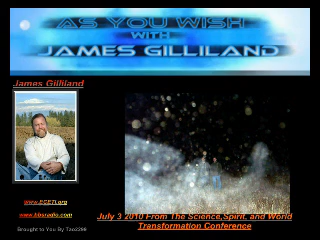 AS YOU WISH
WITH
JAMES GILLILAND
James Gilliland
www.ECETI.org
www.bbsradio.com
Brought to You By Taoi2299
July 3 2010 From The Science,Spirit, and World
Transformation Conference